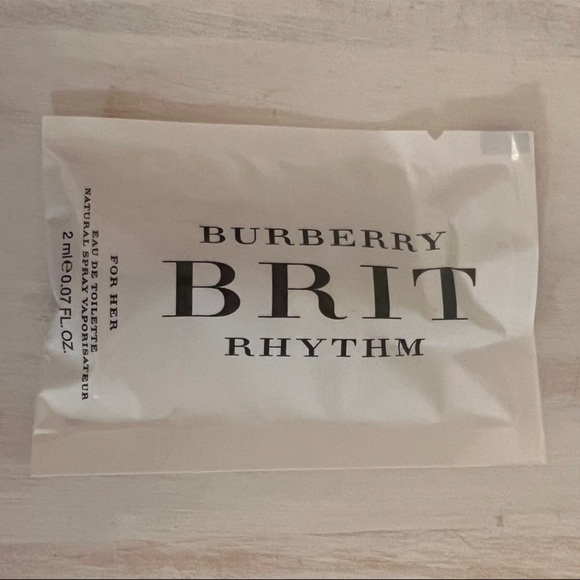 BURBERRY
BRIT
RHYTHM
FOR HER
EAU DE TOILETTE
NATURAL SPRAY VAPORISATEUR
2 ml e 0.07 FL.OZ.